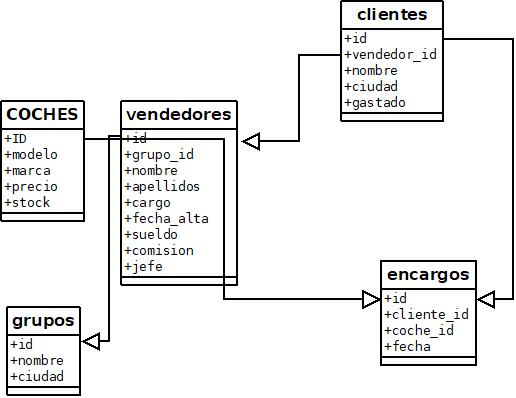 clientes
+id
+vendedor_id
+nombre
+ciudad
+gastado
COCHES
+ID
+modelo
+marca
+precio
+stock
vendedores
+id
+grupo_id
+nombre
+apellidos
+cargo
+fecha_alta
+sueldo
+comision
+jefe
encargos
+id
+cliente_id
+coche_id
+fecha
grupos
+id
+nombre
+ciudad